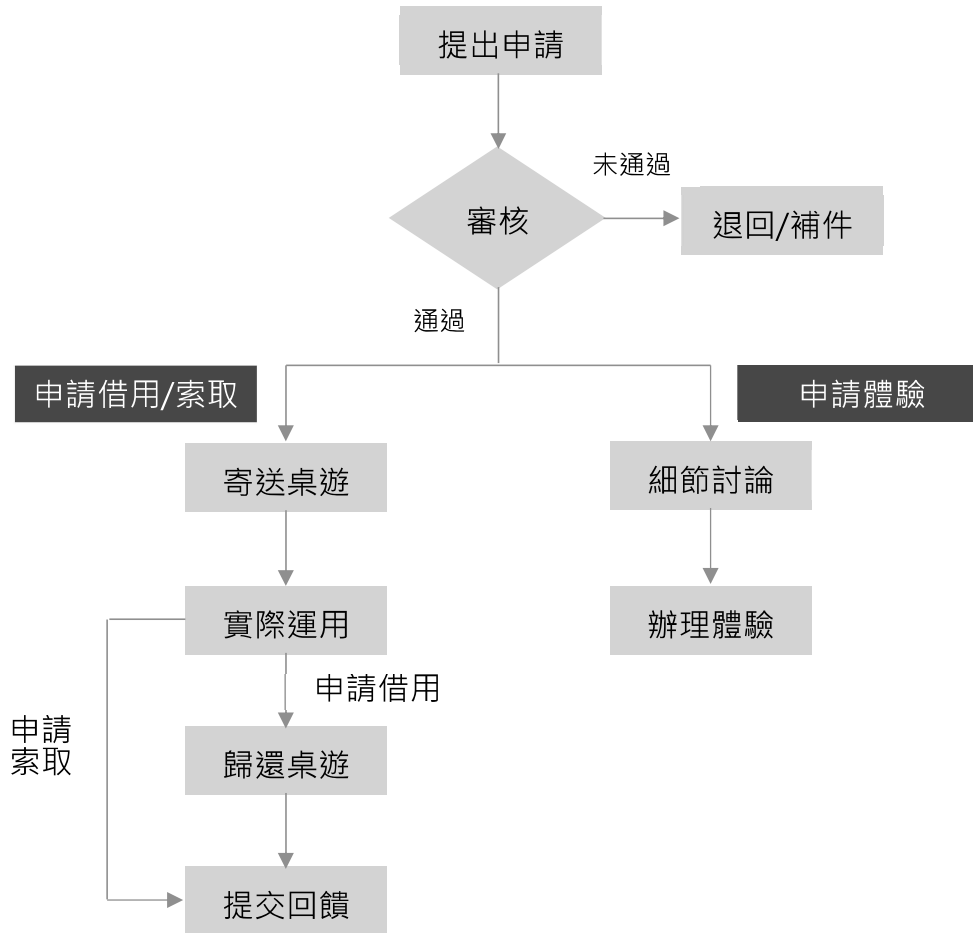 提出申請
未通過
審核
退回/補件
通過
申請借用/索取
申請體驗
寄送桌遊
細節討論
實際運用
辦理體驗
申請借用
申請
索取
歸還桌遊
提交回饋